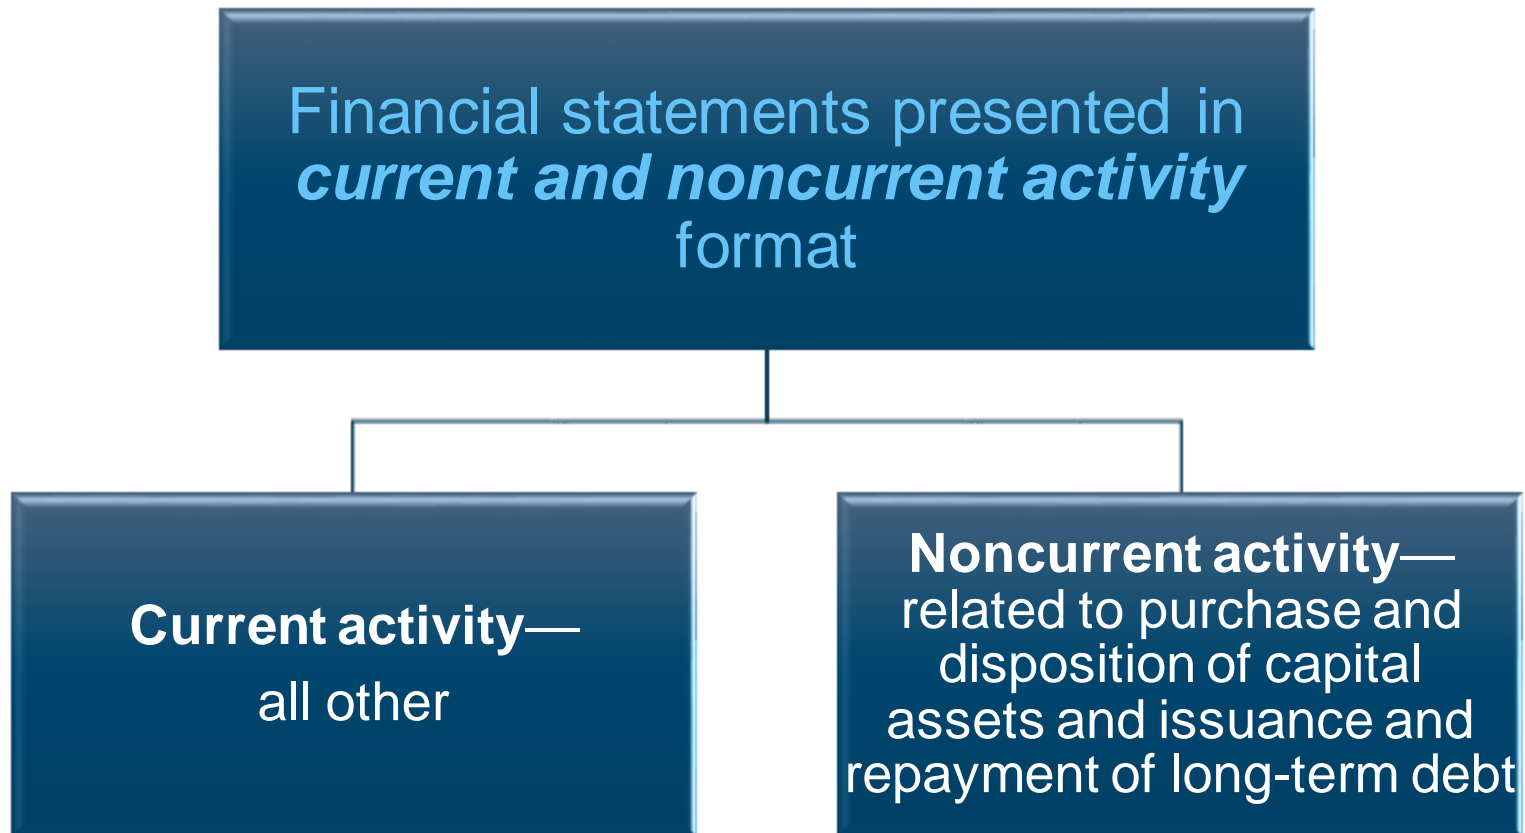 Financial statements presented in
current and noncurrent activity
format
Current activity—
all other
Noncurrent activity—
related to purchase and
disposition of capital
assets and issuance and
repayment of long-term debt